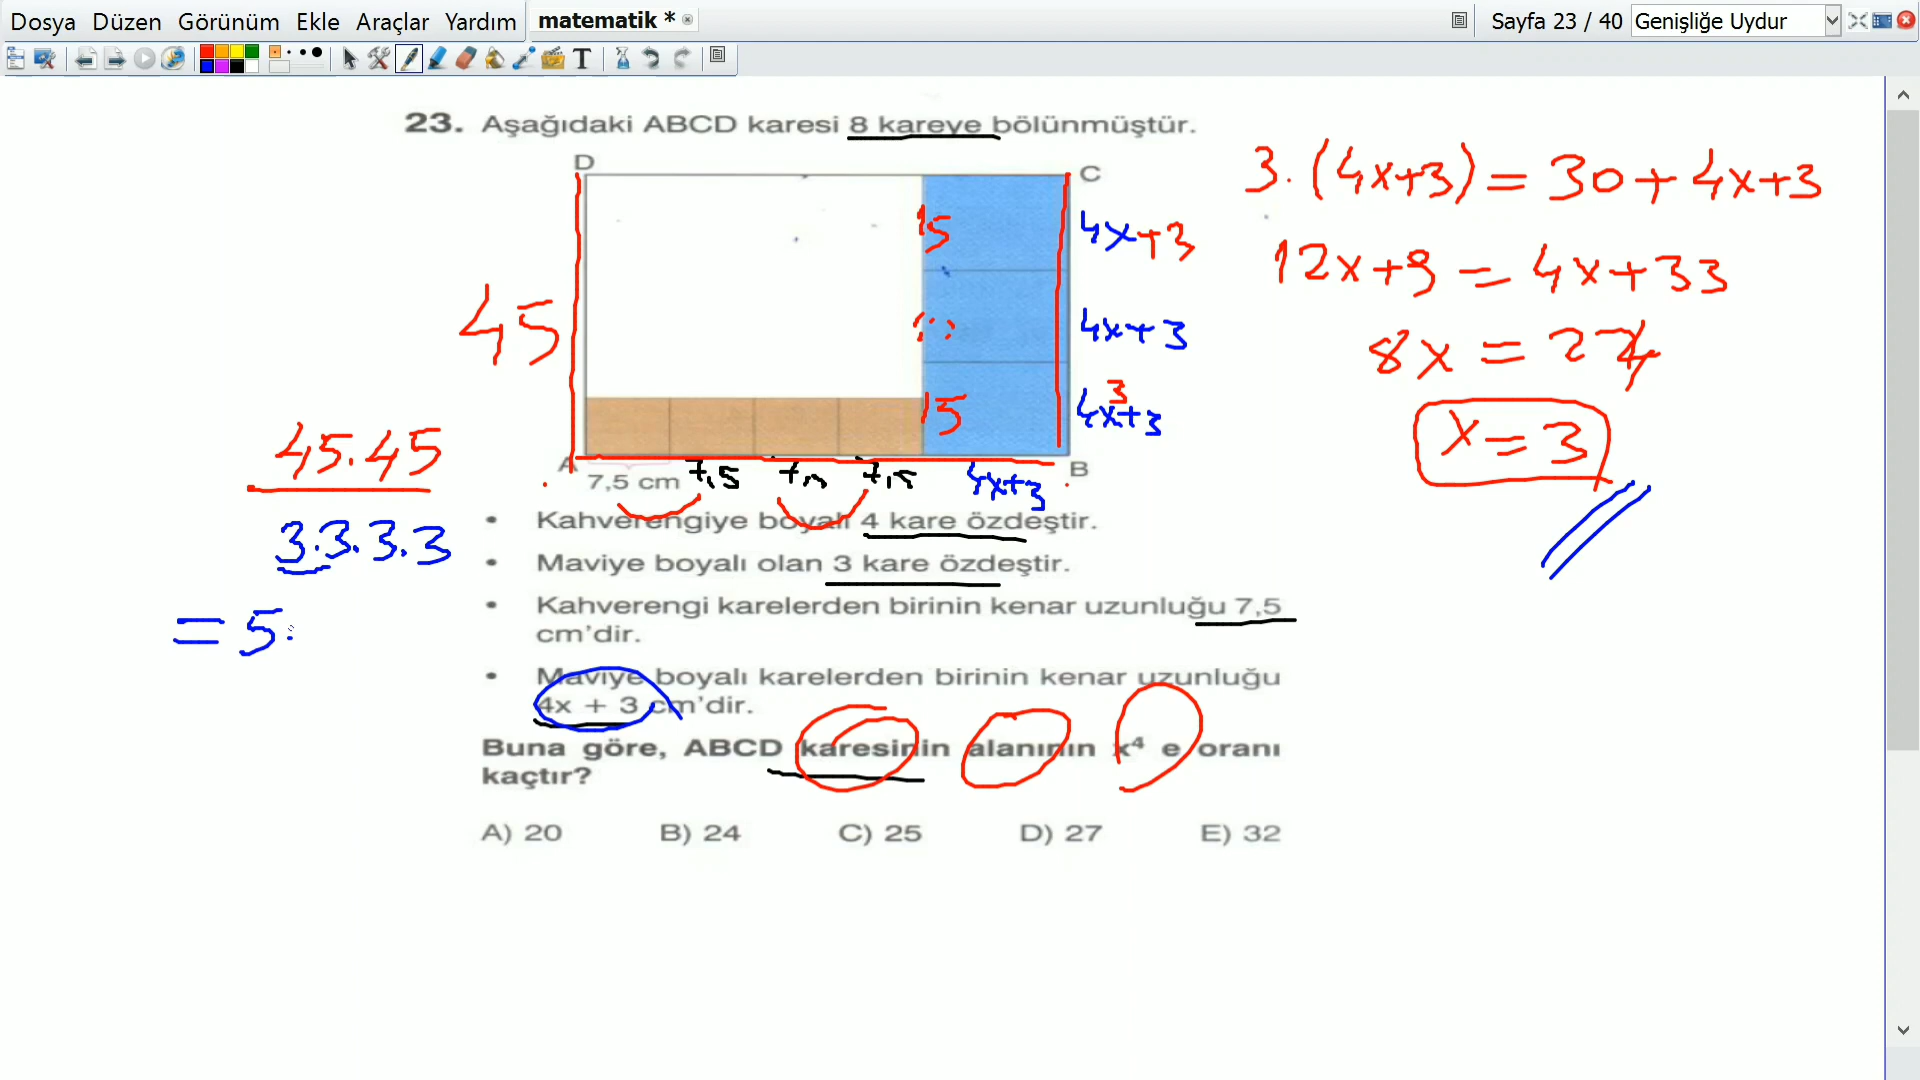 Dosya Düzen Görünüm Ekle Araçlar Yardım matematik * Sayfa 23 / 40 Genişliğe Uydur
23. Aşağıdaki ABCD karesi 8 kareye bölünmüştür.
D C
A B
7,5 cm 7,5 7,5 4x+3
15
15
4x+3
4x+3
4x+3
3
45
3.(4x+3) = 30+4x+3
12x+9 = 4x+33
8x = 24
x = 3
45.45
3.3.3.3
= 5.
• Kahverengiye boyalı 4 kare özdeştir.
• Maviye boyalı olan 3 kare özdeştir.
• Kahverengi karelerden birinin kenar uzunluğu 7,5
cm'dir.
• Maviye boyalı karelerden birinin kenar uzunluğu
4x + 3 cm'dir.
Buna göre, ABCD karesinin alanının x⁴ e oranı
kaçtır?
A) 20 B) 24 C) 25 D) 27 E) 32